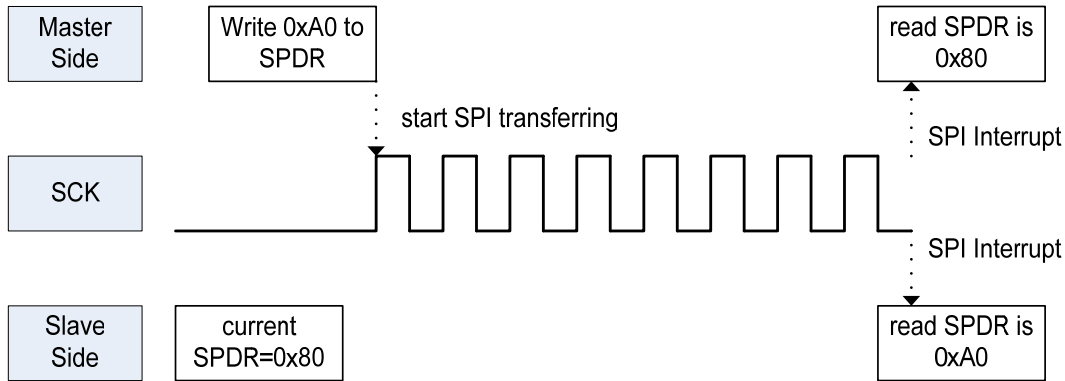 Master
Side
Write 0xA0 to
SPDR
read SPDR is
0x80
start SPI transferring
SPI Interrupt
SCK
SPI Interrupt
Slave
Side
current
SPDR=0x80
read SPDR is
0xA0